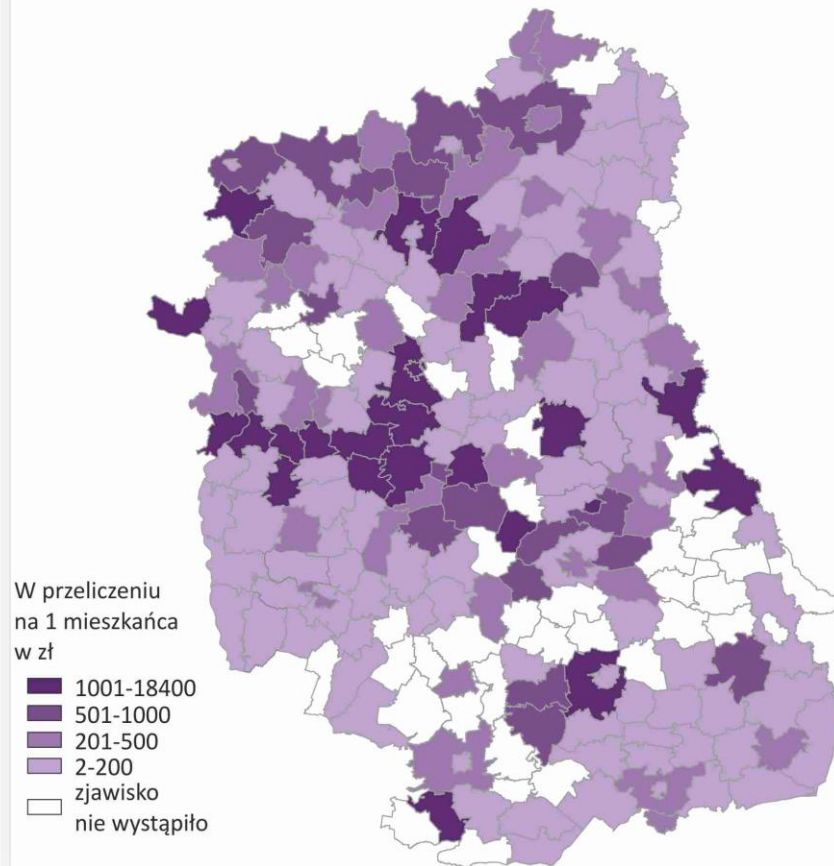 W przeliczeniu
na 1 mieszkańca
w zł
1001-18400
501-1000
201-500
2-200
zjawisko
nie wystąpiło